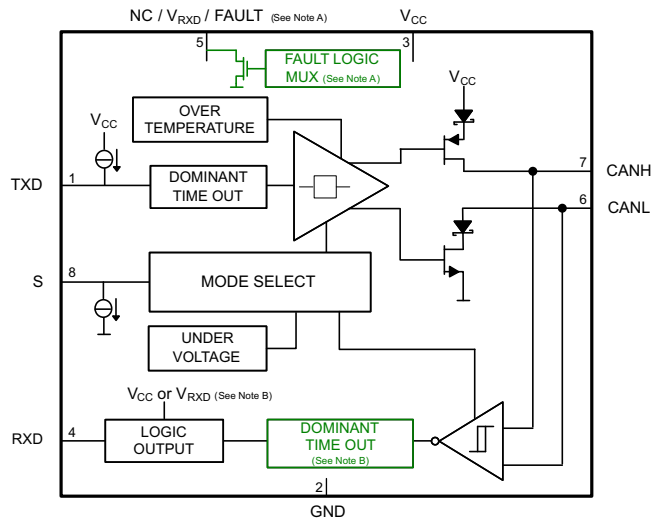 NC / VRXD / FAULT (See Note A)
VCC
5
3
FAULT LOGIC
MUX (See Note A)
VCC
OVER
TEMPERATURE
VCC
TXD
1
DOMINANT
TIME OUT
7
CANH
6
CANL
S
8
MODE SELECT
UNDER
VOLTAGE
VCC or VRXD (See Note B)
RXD
4
LOGIC
OUTPUT
DOMINANT
TIME OUT
(See Note B)
2
GND